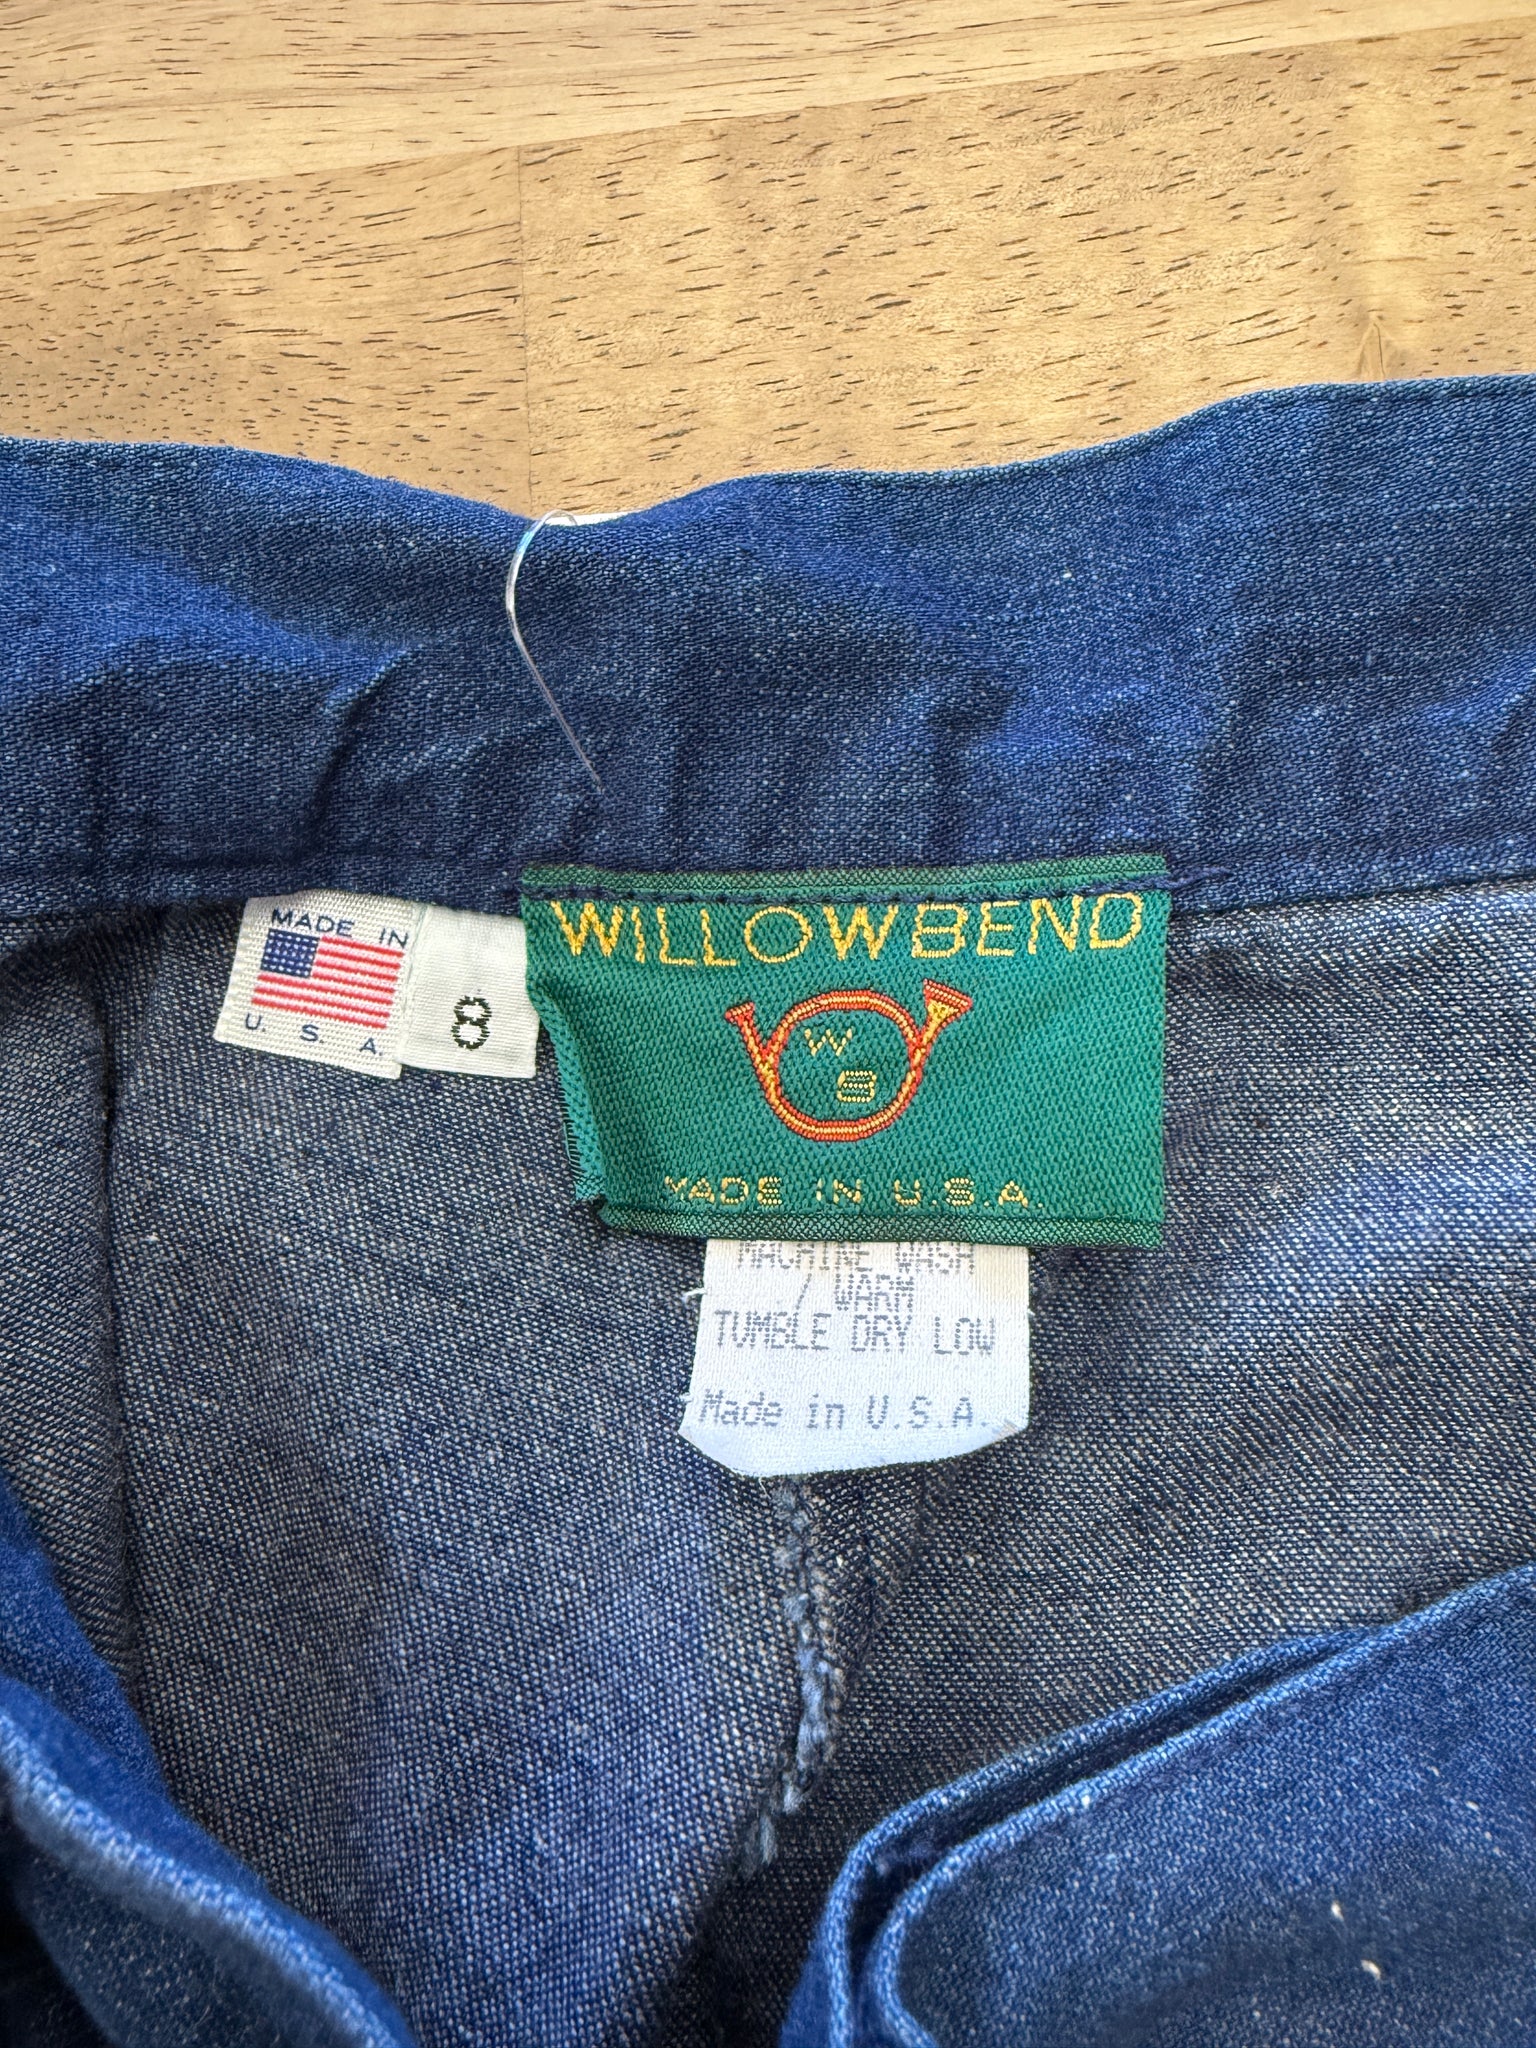 MADE IN
U. S. A.
8
WILLOWBEND
W
B
MADE IN U.S.A.
MACHINE WASH
/ WARM
TUMBLE DRY LOW
Made in U.S.A.